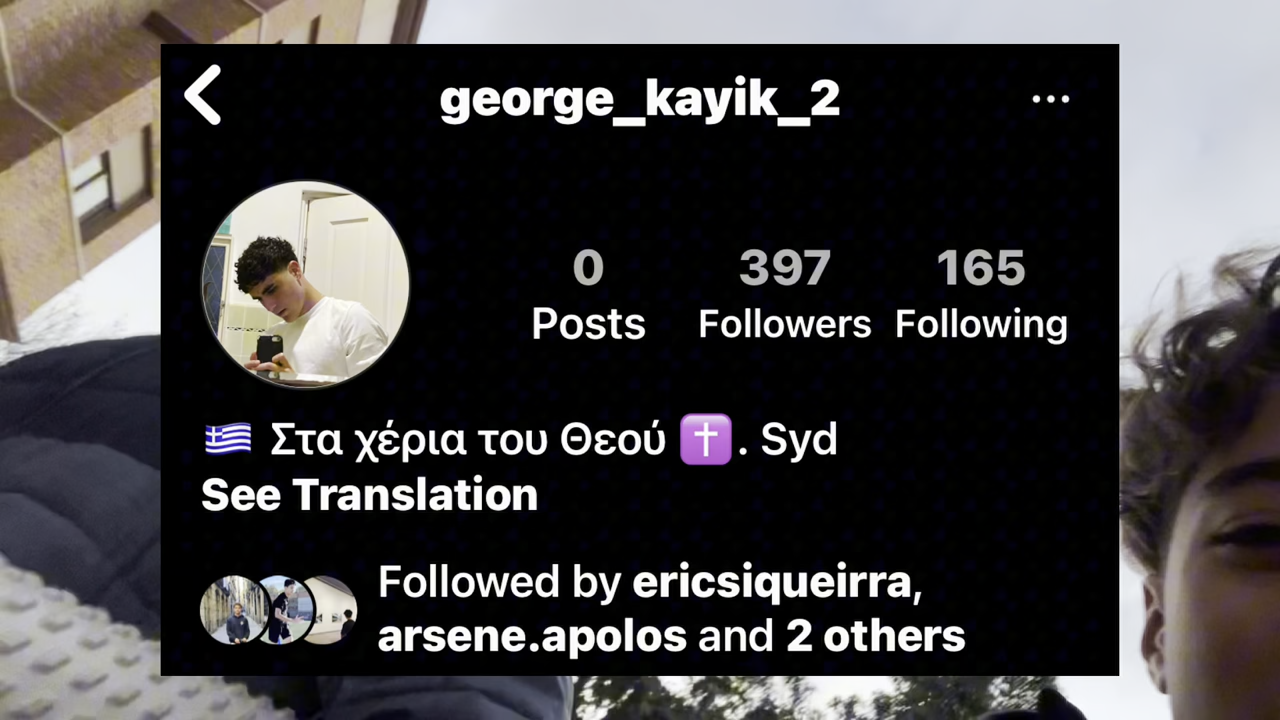 george_kayik_2
0 397 165
Posts Followers Following
🇬🇷 Στα χέρια του Θεού ✝️. Syd
See Translation
Followed by ericsiqueirra,
arsene.apolos and 2 others